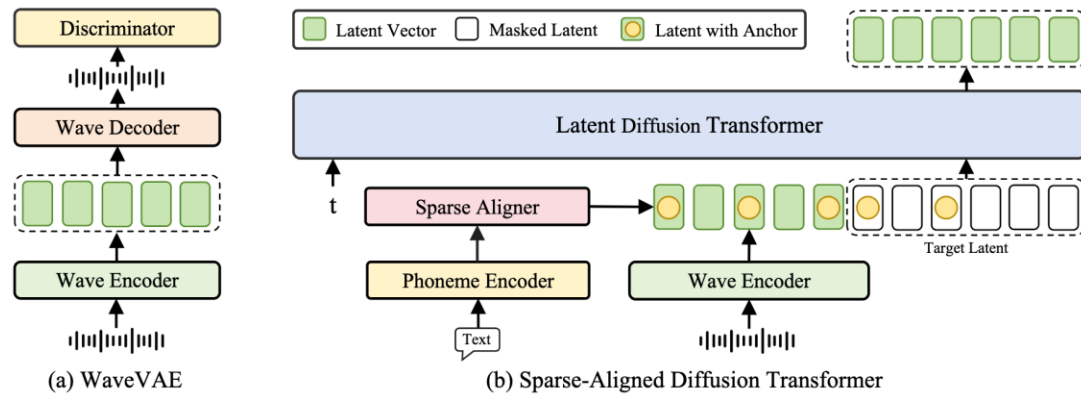 Discriminator
Wave Decoder
Wave Encoder
(a) WaveVAE
Latent Vector
Masked Latent
Latent with Anchor
Latent Diffusion Transformer
t
Sparse Aligner
Target Latent
Phoneme Encoder
Wave Encoder
Text
(b) Sparse-Aligned Diffusion Transformer